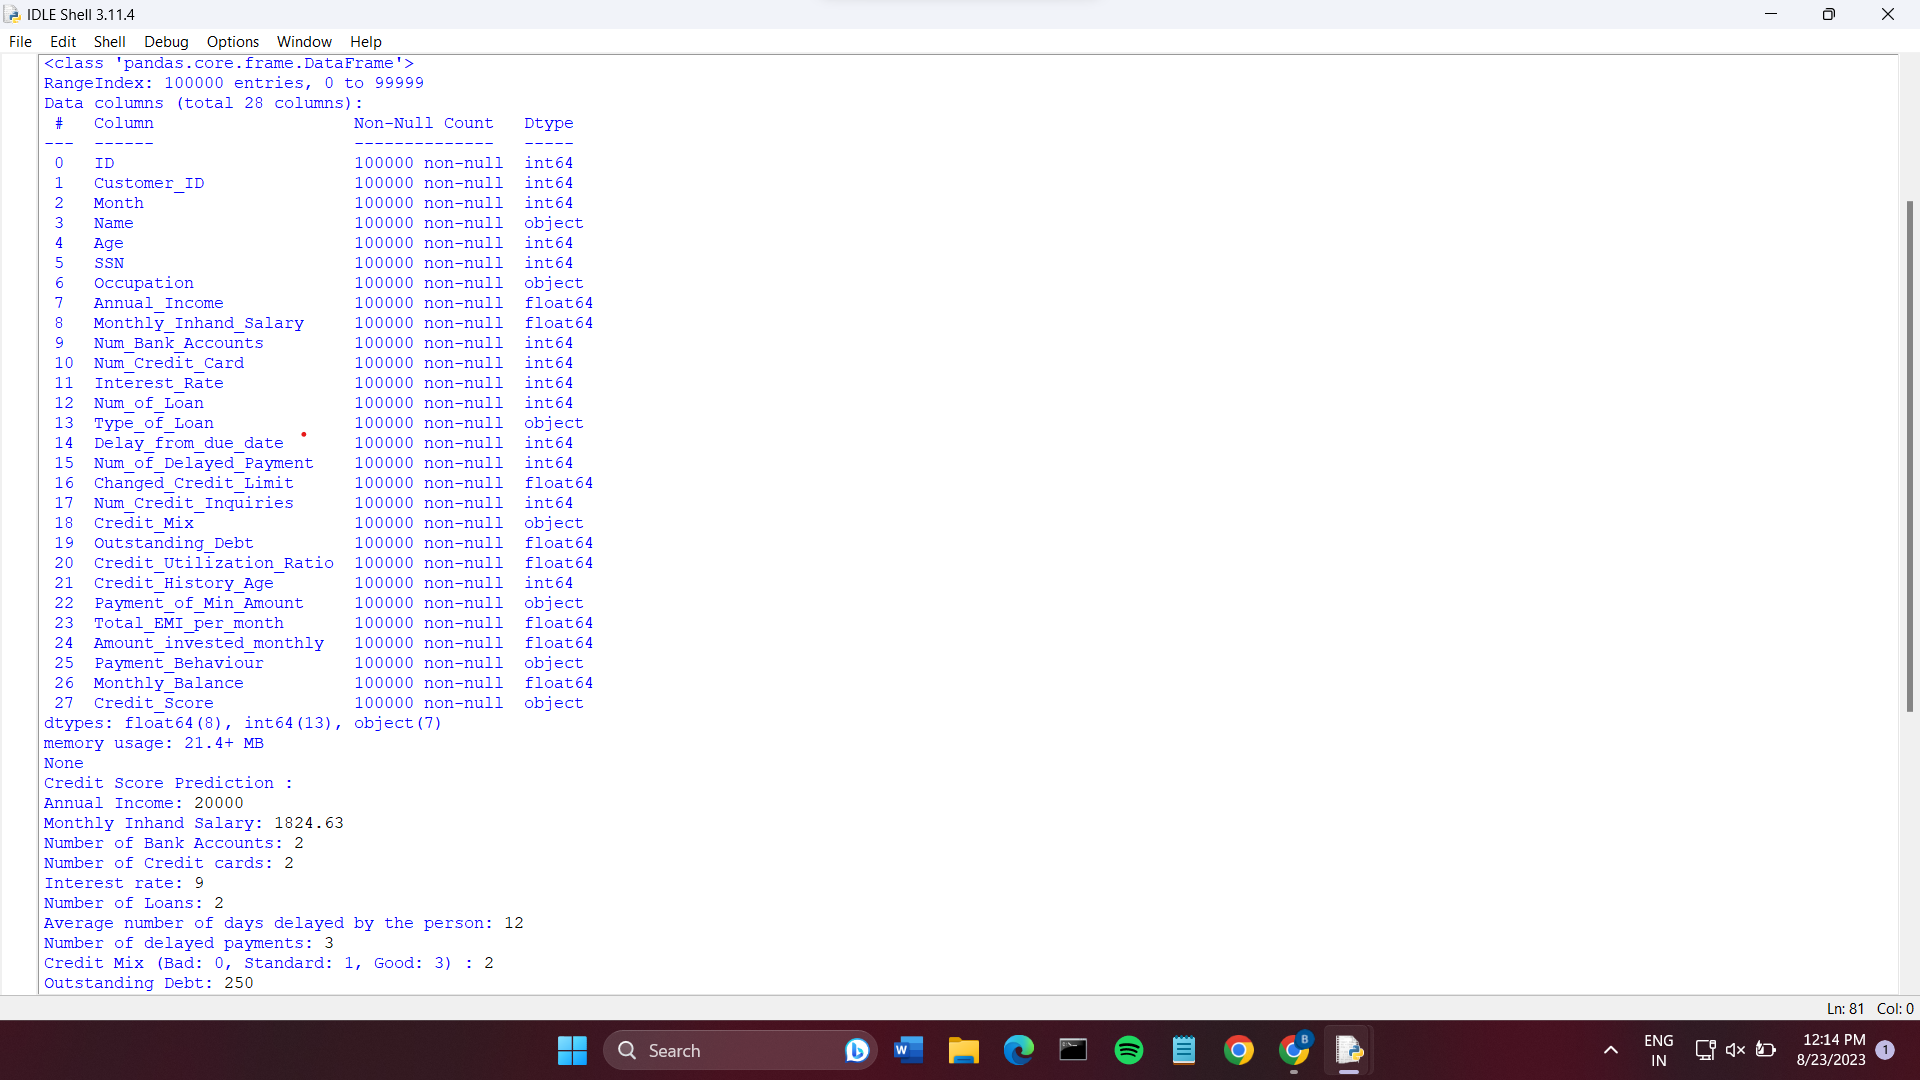 IDLE Shell 3.11.4
File Edit Shell Debug Options Window Help
<class 'pandas.core.frame.DataFrame'>
RangeIndex: 100000 entries, 0 to 99999
Data columns (total 28 columns):
 #   Column                    Non-Null Count   Dtype
---  ------                    --------------   -----
 0   ID                        100000 non-null  int64
 1   Customer_ID               100000 non-null  int64
 2   Month                     100000 non-null  int64
 3   Name                      100000 non-null  object
 4   Age                       100000 non-null  int64
 5   SSN                       100000 non-null  int64
 6   Occupation                100000 non-null  object
 7   Annual_Income             100000 non-null  float64
 8   Monthly_Inhand_Salary     100000 non-null  float64
 9   Num_Bank_Accounts         100000 non-null  int64
 10  Num_Credit_Card           100000 non-null  int64
 11  Interest_Rate             100000 non-null  int64
 12  Num_of_Loan               100000 non-null  int64
 13  Type_of_Loan              100000 non-null  object
 14  Delay_from_due_date       100000 non-null  int64
 15  Num_of_Delayed_Payment    100000 non-null  int64
 16  Changed_Credit_Limit      100000 non-null  float64
 17  Num_Credit_Inquiries      100000 non-null  int64
 18  Credit_Mix                100000 non-null  object
 19  Outstanding_Debt          100000 non-null  float64
 20  Credit_Utilization_Ratio  100000 non-null  float64
 21  Credit_History_Age        100000 non-null  int64
 22  Payment_of_Min_Amount     100000 non-null  object
 23  Total_EMI_per_month       100000 non-null  float64
 24  Amount_invested_monthly   100000 non-null  float64
 25  Payment_Behaviour         100000 non-null  object
 26  Monthly_Balance           100000 non-null  float64
 27  Credit_Score              100000 non-null  object
dtypes: float64(8), int64(13), object(7)
memory usage: 21.4+ MB
None
Credit Score Prediction :
Annual Income: 20000
Monthly Inhand Salary: 1824.63
Number of Bank Accounts: 2
Number of Credit cards: 2
Interest rate: 9
Number of Loans: 2
Average number of days delayed by the person: 12
Number of delayed payments: 3
Credit Mix (Bad: 0, Standard: 1, Good: 3) : 2
Outstanding Debt: 250
Ln: 81 Col: 0
Search
ENG
IN
12:14 PM
8/23/2023
1